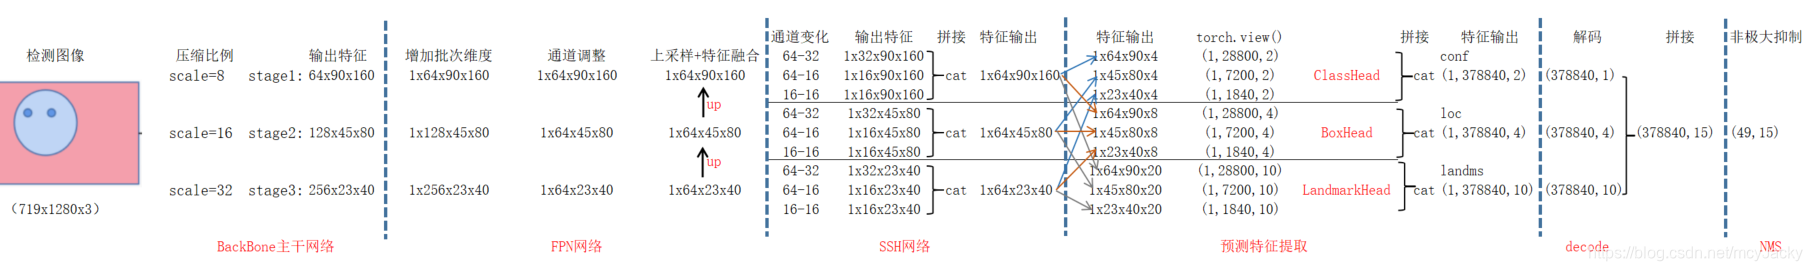 检测图像
(719x1280x3)
压缩比例 输出特征
scale=8 stage1: 64x90x160
scale=16 stage2: 128x45x80
scale=32 stage3: 256x23x40
BackBone主干网络
增加批次维度 通道调整 上采样+特征融合
1x64x90x160 1x64x90x160 1x64x90x160
up
1x128x45x80 1x64x45x80 1x64x45x80
up
1x256x23x40 1x64x23x40 1x64x23x40
FPN网络
通道变化 输出特征 拼接 特征输出
64-32 1x32x90x160
64-16 1x16x90x160 cat 1x64x90x160
16-16 1x16x90x160
64-32 1x32x45x80
64-16 1x16x45x80 cat 1x64x45x80
16-16 1x16x45x80
64-32 1x32x23x40
64-16 1x16x23x40 cat 1x64x23x40
16-16 1x16x23x40
SSH网络
特征输出 torch.view() 拼接 特征输出
1x64x90x4 (1,28800,2) conf
1x45x80x4 (1,7200,2) ClassHead cat (1,378840,2)
1x23x40x4 (1,1840,2)
1x64x90x8 (1,28800,4) loc
1x45x80x8 (1,7200,4) BoxHead cat (1,378840,4)
1x23x40x8 (1,1840,4)
1x64x90x20 (1,28800,10) landms
1x45x80x20 (1,7200,10) LandmarkHead cat (1,378840,10)
1x23x40x20 (1,1840,10)
预测特征提取
解码 拼接
(378840,1)
(378840,4) (378840,15)
(378840,10)
decode
非极大抑制
(49,15)
NMS
https://blog.csdn.net/mcyJacky